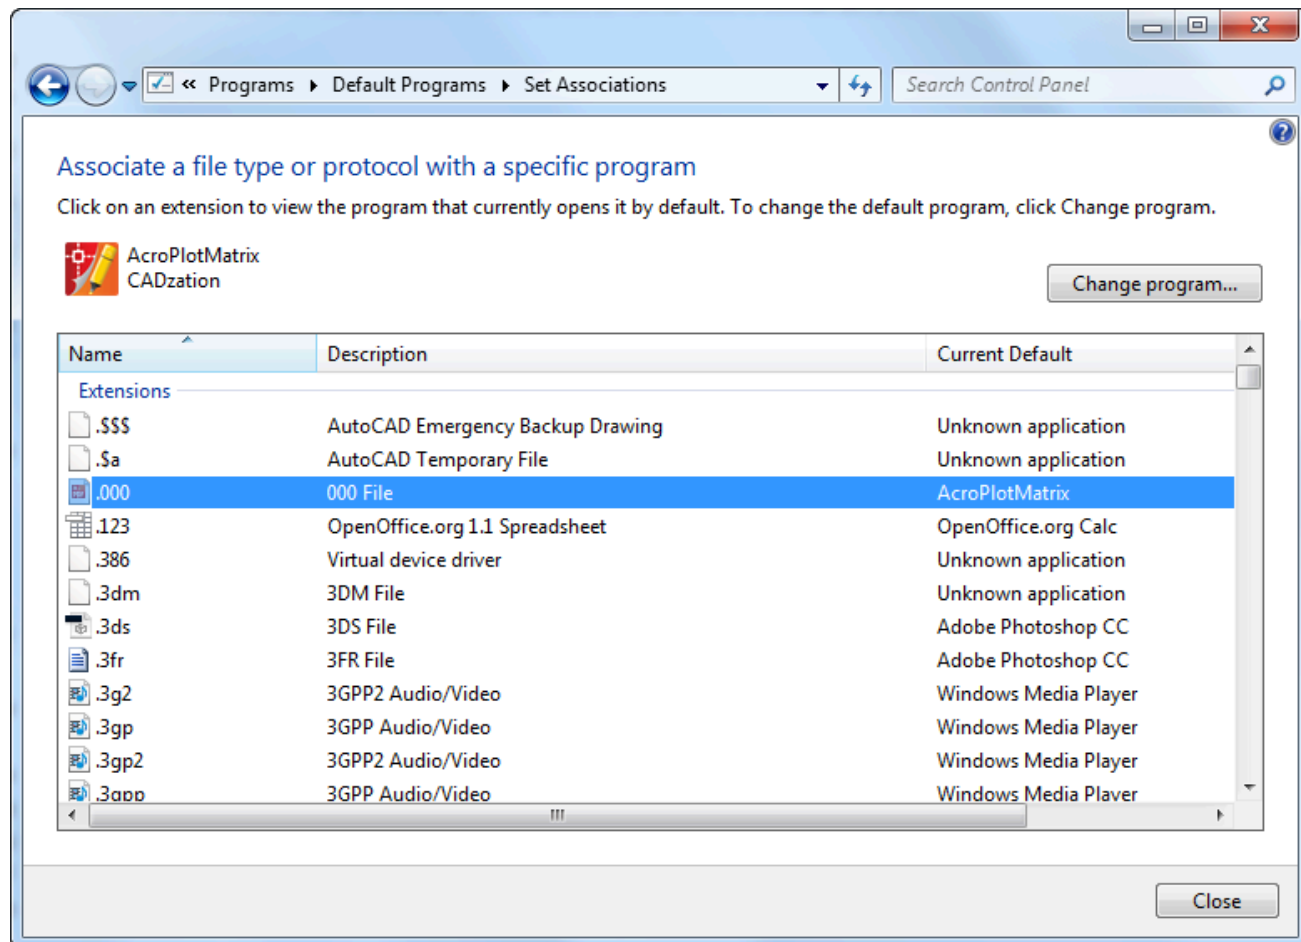 « Programs Default Programs Set Associations Search Control Panel
Associate a file type or protocol with a specific program
Click on an extension to view the program that currently opens it by default. To change the default program, click Change program.
AcroPlotMatrix
CADzation
Change program...
Name Description Current Default
Extensions
.$$$ AutoCAD Emergency Backup Drawing Unknown application
.$a AutoCAD Temporary File Unknown application
.000 000 File AcroPlotMatrix
.123 OpenOffice.org 1.1 Spreadsheet OpenOffice.org Calc
.386 Virtual device driver Unknown application
.3dm 3DM File Unknown application
.3ds 3DS File Adobe Photoshop CC
.3fr 3FR File Adobe Photoshop CC
.3g2 3GPP2 Audio/Video Windows Media Player
.3gp 3GPP Audio/Video Windows Media Player
.3gp2 3GPP2 Audio/Video Windows Media Player
.3gpp 3GPP Audio/Video Windows Media Player
Close